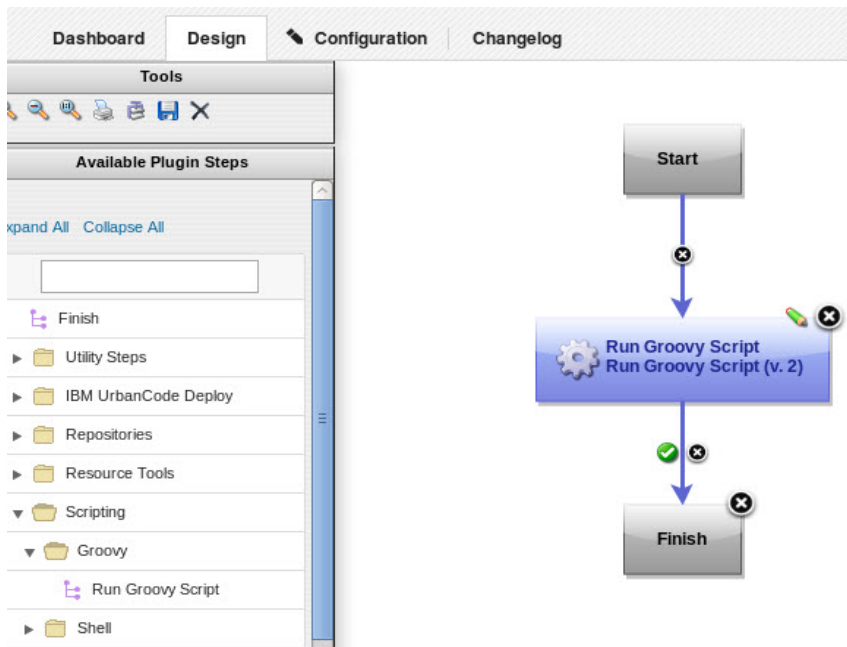 Dashboard Design Configuration Changelog
Tools
Available Plugin Steps
xpand All Collapse All
Finish
Utility Steps
IBM UrbanCode Deploy
Repositories
Resource Tools
Scripting
Groovy
Run Groovy Script
Shell
Start
Run Groovy Script
Run Groovy Script (v. 2)
Finish